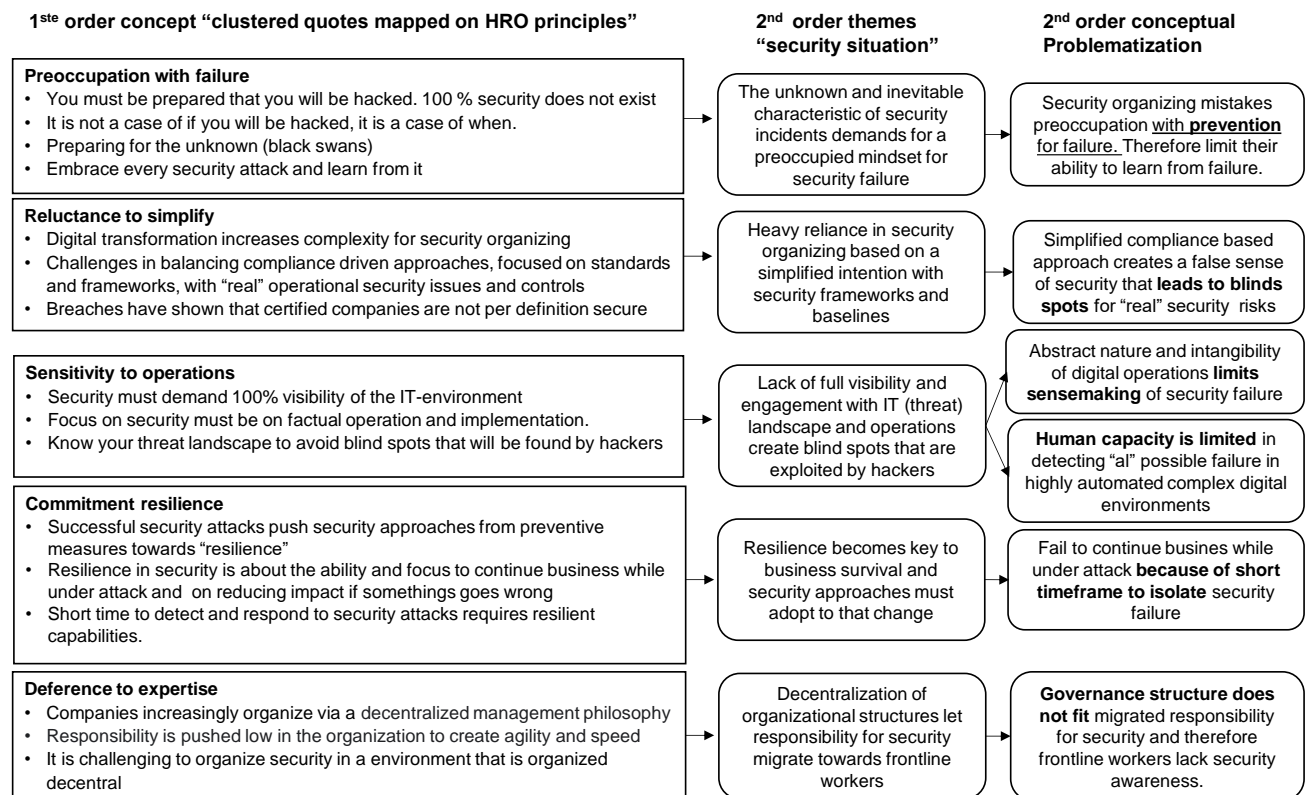 1ste order concept “clustered quotes mapped on HRO principles”
2nd order themes
“security situation”
2nd order conceptual
Problematization
Preoccupation with failure
• You must be prepared that you will be hacked. 100 % security does not exist
• It is not a case of if you will be hacked, it is a case of when.
• Preparing for the unknown (black swans)
• Embrace every security attack and learn from it
The unknown and inevitable
characteristic of security
incidents demands for a
preoccupied mindset for
security failure
Security organizing mistakes
preoccupation with prevention
for failure. Therefore limit their
ability to learn from failure.
Reluctance to simplify
• Digital transformation increases complexity for security organizing
• Challenges in balancing compliance driven approaches, focused on standards
and frameworks, with “real” operational security issues and controls
• Breaches have shown that certified companies are not per definition secure
Heavy reliance in security
organizing based on a
simplified intention with
security frameworks and
baselines
Simplified compliance based
approach creates a false sense
of security that leads to blinds
spots for “real” security risks
Sensitivity to operations
• Security must demand 100% visibility of the IT-environment
• Focus on security must be on factual operation and implementation.
• Know your threat landscape to avoid blind spots that will be found by hackers
Lack of full visibility and
engagement with IT (threat)
landscape and operations
create blind spots that are
exploited by hackers
Abstract nature and intangibility
of digital operations limits
sensemaking of security failure
Human capacity is limited in
detecting “al” possible failure in
highly automated complex digital
environments
Commitment resilience
• Successful security attacks push security approaches from preventive
measures towards “resilience”
• Resilience in security is about the ability and focus to continue business while
under attack and on reducing impact if somethings goes wrong
• Short time to detect and respond to security attacks requires resilient
capabilities.
Resilience becomes key to
business survival and
security approaches must
adopt to that change
Fail to continue busines while
under attack because of short
timeframe to isolate security
failure
Deference to expertise
• Companies increasingly organize via a decentralized management philosophy
• Responsibility is pushed low in the organization to create agility and speed
• It is challenging to organize security in a environment that is organized
decentral
Decentralization of
organizational structures let
responsibility for security
migrate towards frontline
workers
Governance structure does
not fit migrated responsibility
for security and therefore
frontline workers lack security
awareness.